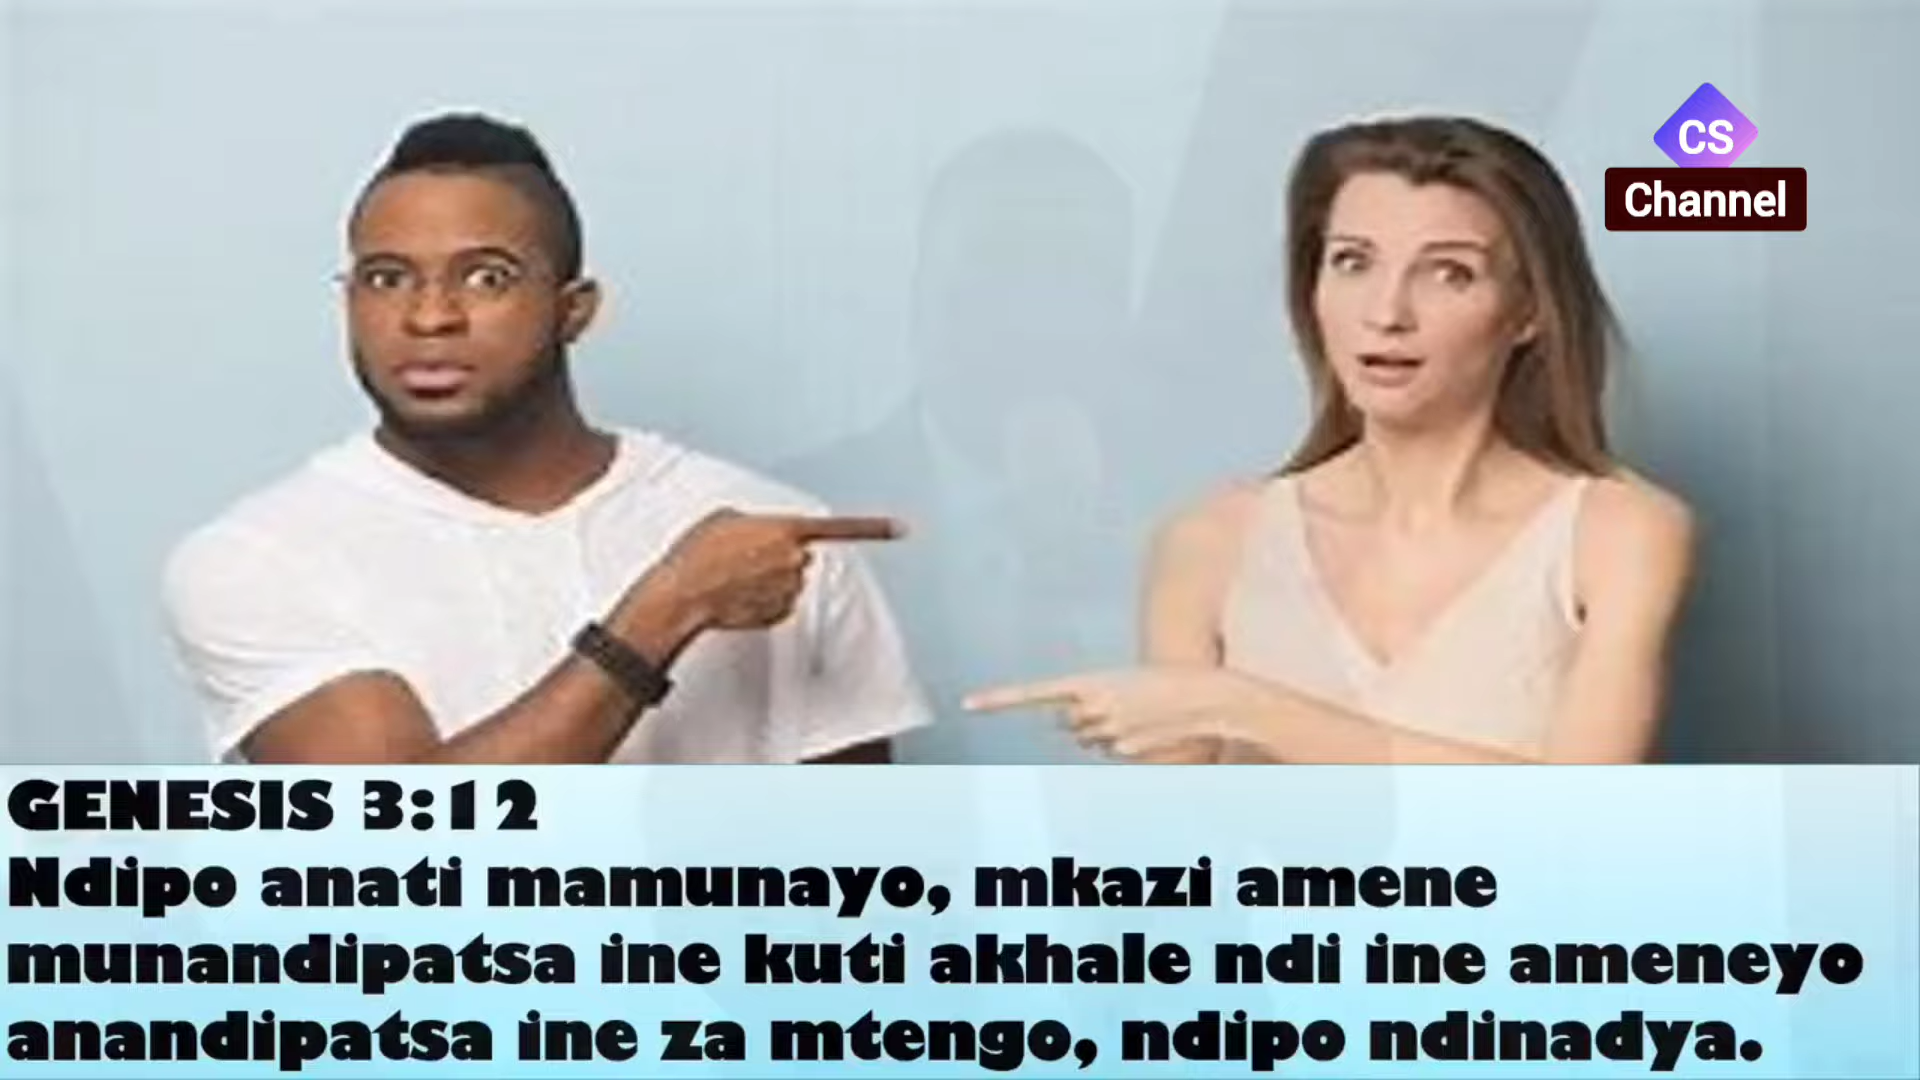 CS
Channel
GENESIS 3:12
Ndipo anati mamunayo, mkazi amene
munandipatsa ine kuti akhale ndi ine ameneyo
anandipatsa ine za mtengo, ndipo ndinadya.